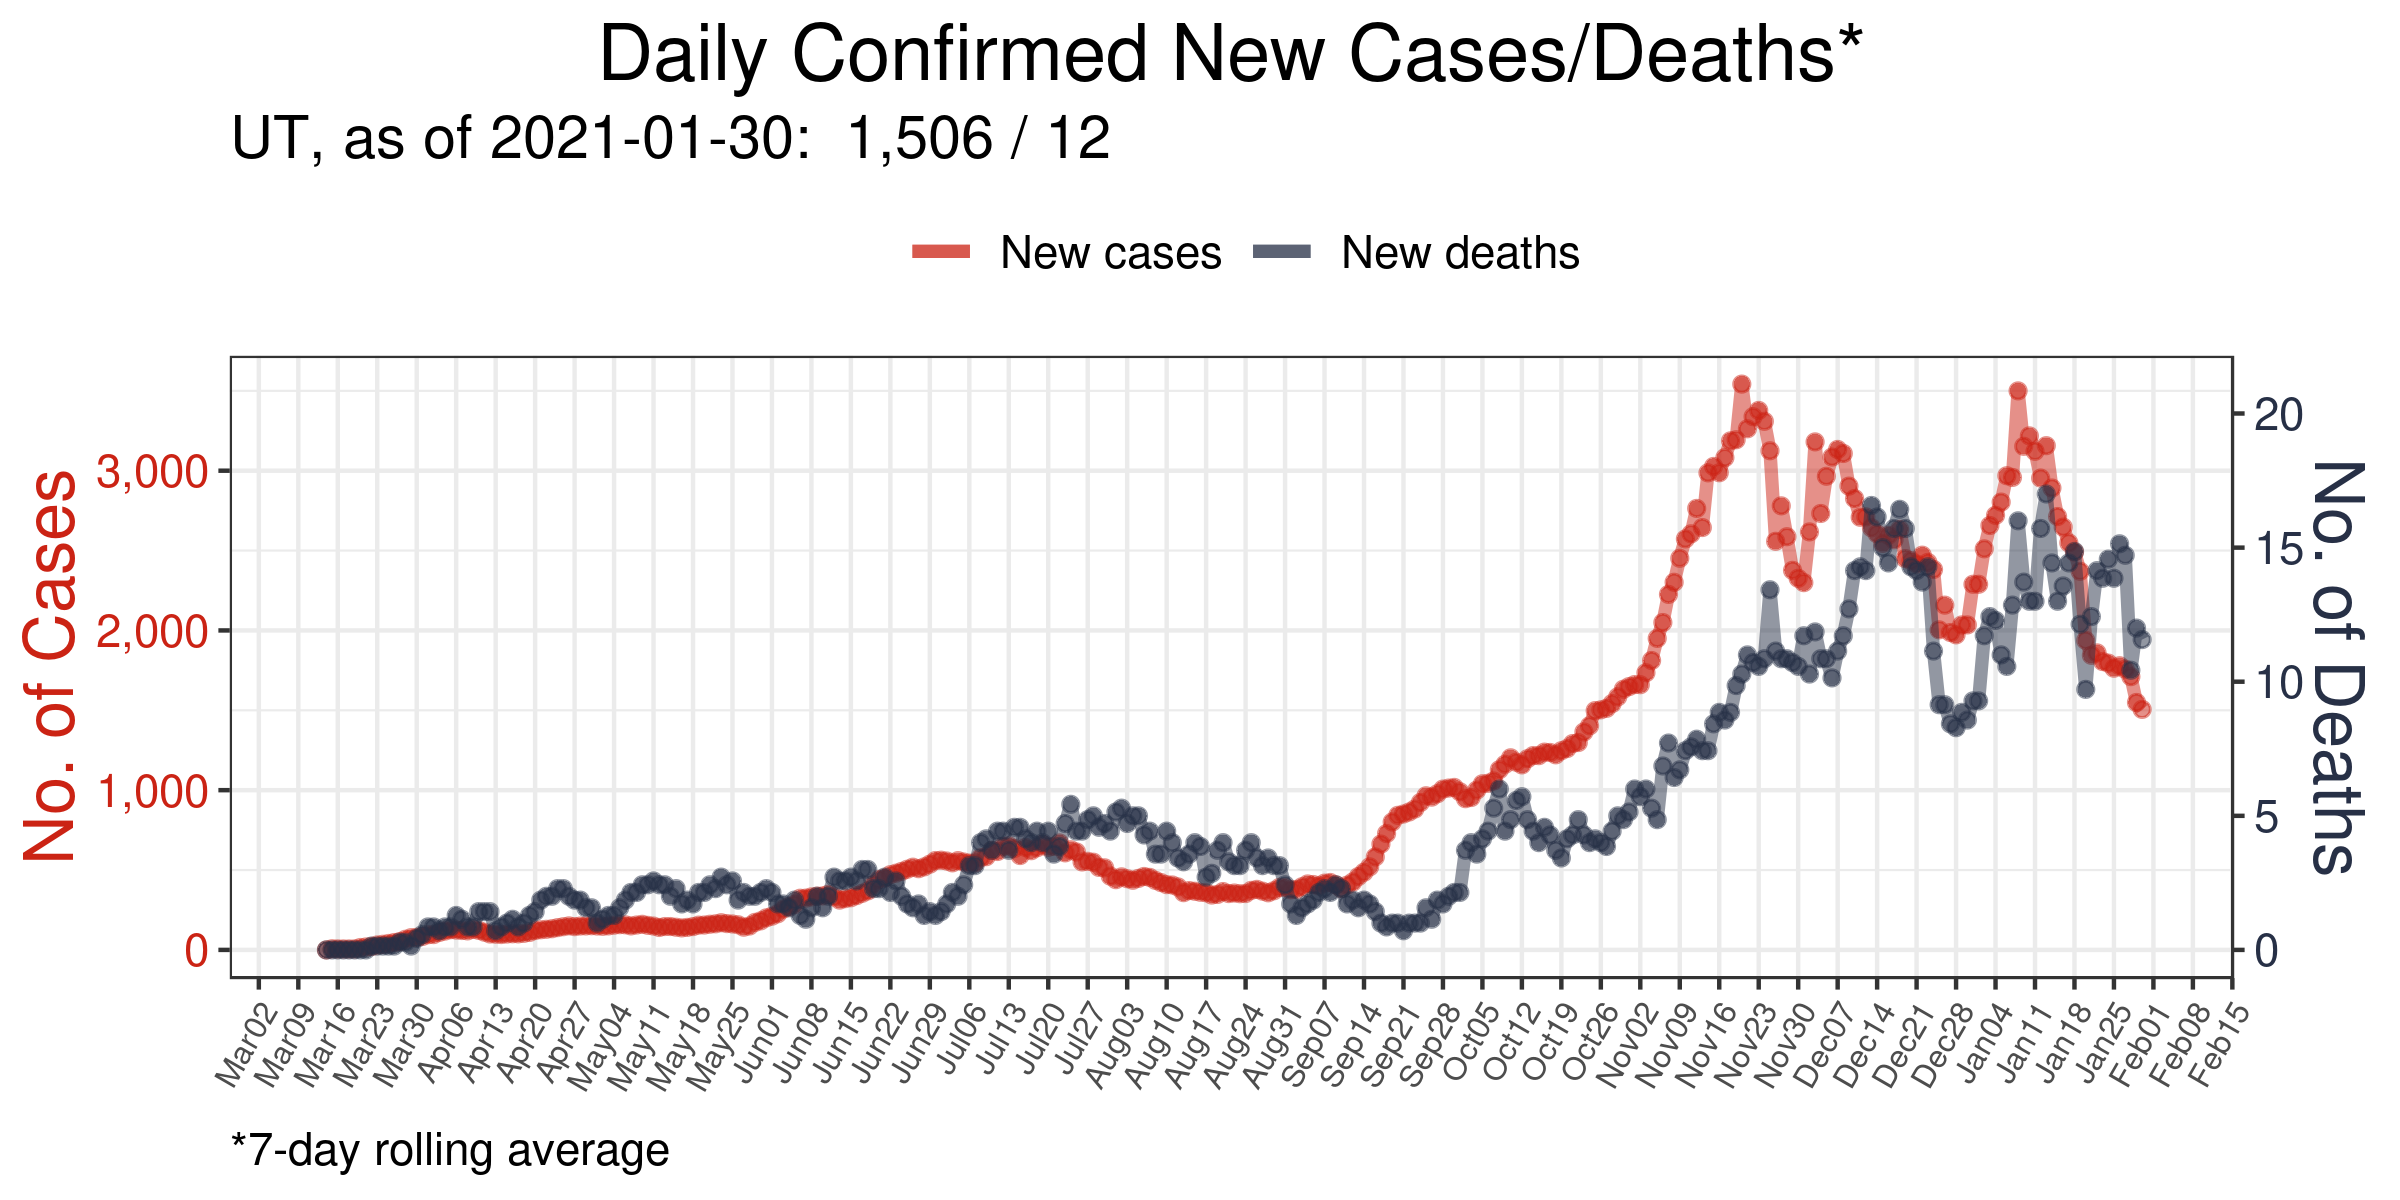 Daily Confirmed New Cases/Deaths*
UT, as of 2021-01-30:  1,506 / 12
New cases New deaths
No. of Cases
3,000
2,000
1,000
0
20
15
10
5
0
No. of Deaths
Mar02 Mar09 Mar16 Mar23 Mar30 Apr06 Apr13 Apr20 Apr27 May04 May11 May18 May25 Jun01 Jun08 Jun15 Jun22 Jun29 Jul06 Jul13 Jul20 Jul27 Aug03 Aug10 Aug17 Aug24 Aug31 Sep07 Sep14 Sep21 Sep28 Oct05 Oct12 Oct19 Oct26 Nov02 Nov09 Nov16 Nov23 Nov30 Nov07 Dec07 Dec14 Dec21 Dec28 Jan04 Jan11 Jan18 Jan25 Feb01 Feb08 Feb15
*7-day rolling average